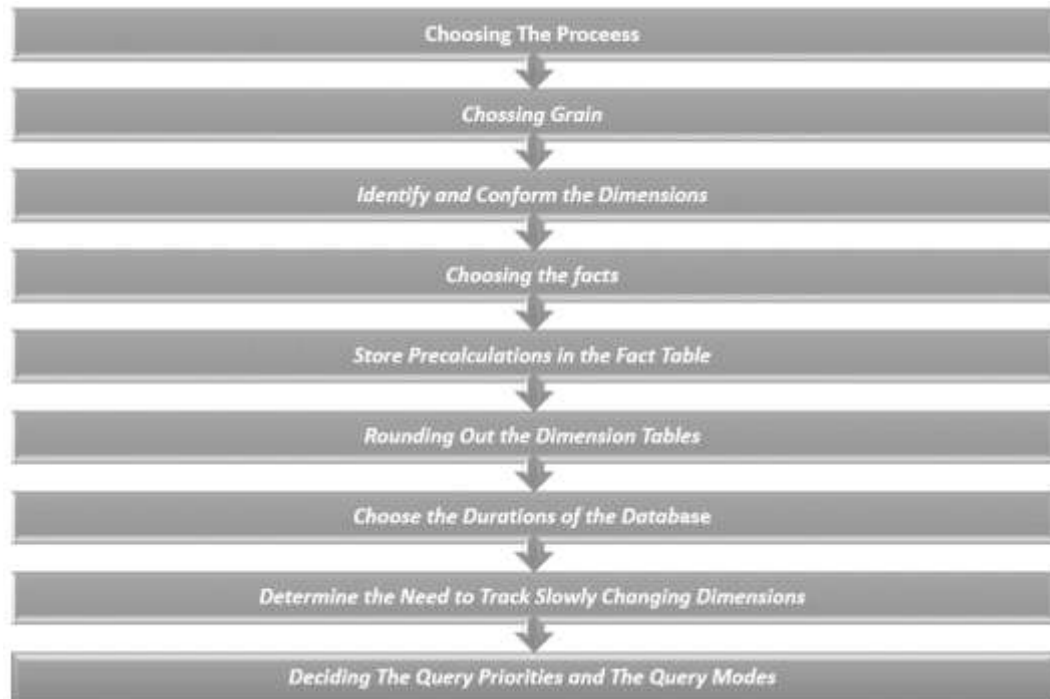 Choosing The Proceess
Chossing Grain
Identify and Conform the Dimensions
Choosing the facts
Store Precalculations in the Fact Table
Rounding Out the Dimension Tables
Choose the Durations of the Database
Determine the Need to Track Slowly Changing Dimensions
Deciding The Query Priorities and The Query Modes